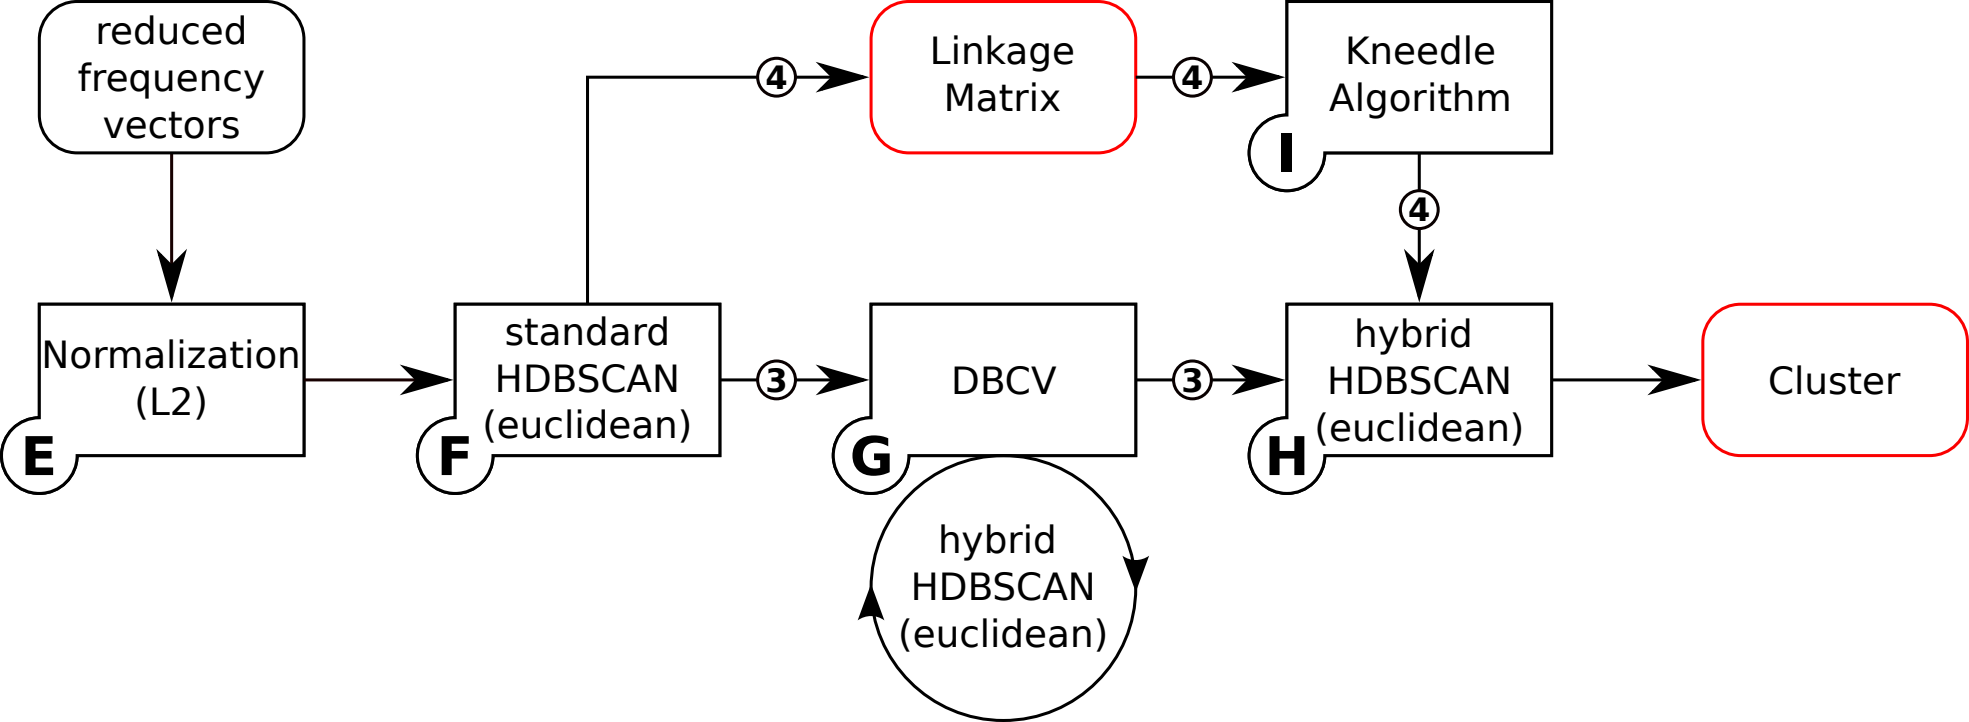 reduced
frequency
vectors
4
Linkage
Matrix
4
Kneedle
Algorithm
I
4
Normalization
(L2)
E
standard
HDBSCAN
(euclidean)
F
3
DBCV
G
3
hybrid
HDBSCAN
(euclidean)
H
Cluster
hybrid
HDBSCAN
(euclidean)